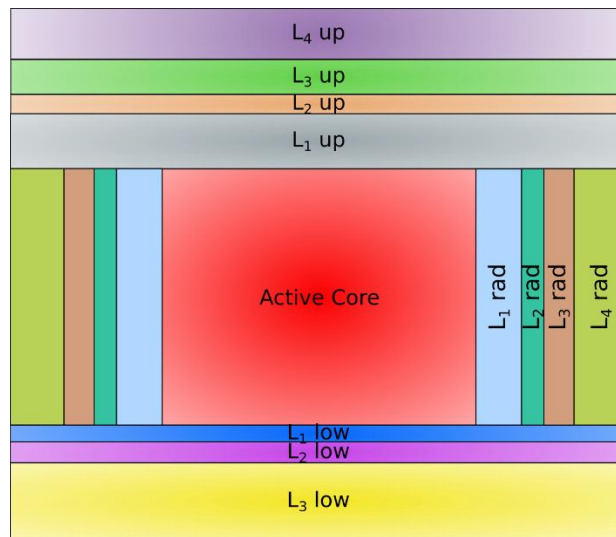 L₄ up
L₃ up
L₂ up
L₁ up
Active Core
L₁ rad
L₂ rad
L₃ rad
L₄ rad
L₁ low
L₂ low
L₃ low